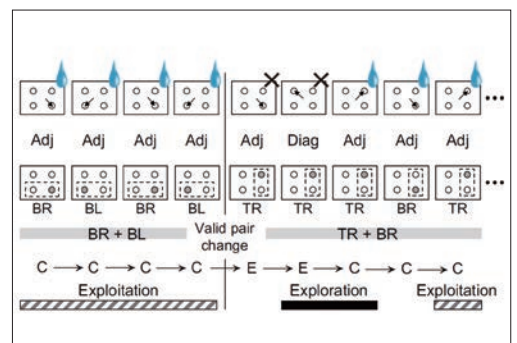 Adj Adj Adj Adj Adj Diag Adj Adj Adj ...
BR BL BR BL TR TR TR BR TR ...
BR + BL Valid pair change TR + BR
C → C → C → C → E → E → C → C → C
Exploitation Exploration Exploitation